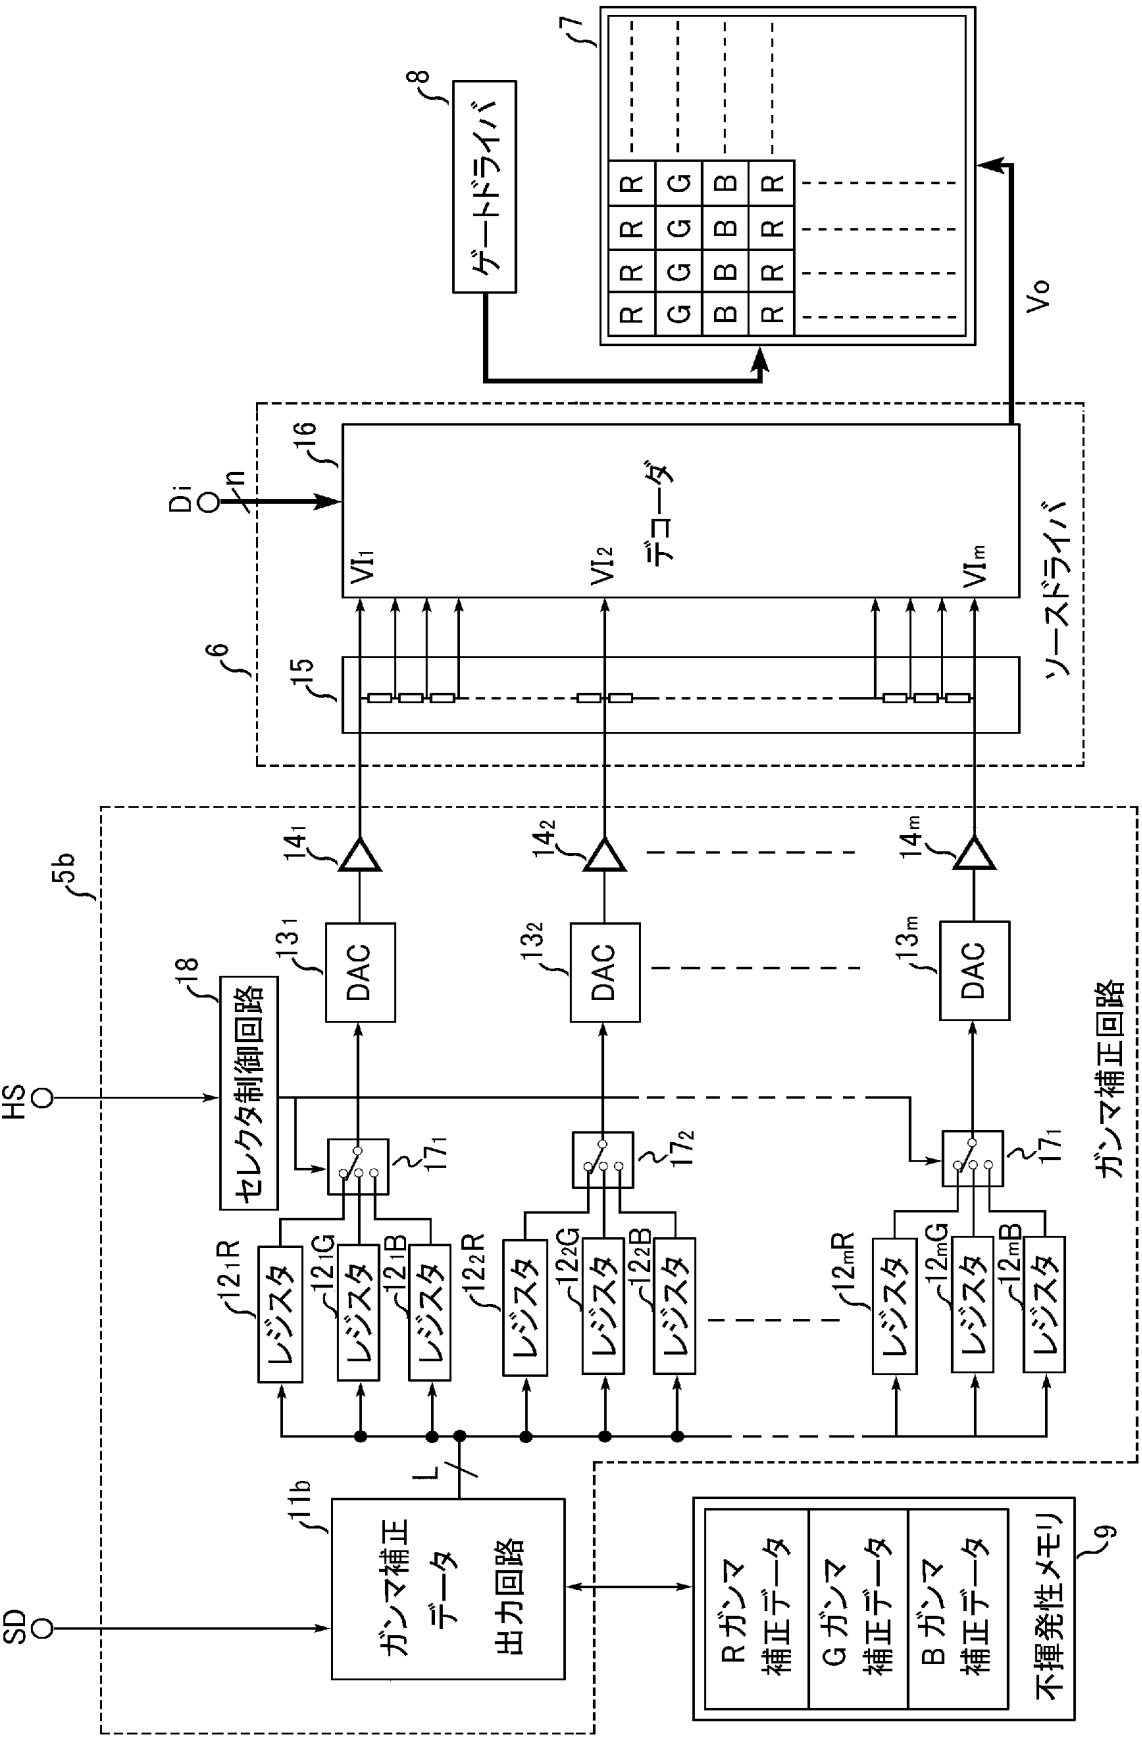 SD
HS
Di
n
5b
11b
ガンマ補正
データ
出力回路
L
9
Rガンマ
補正データ
Gガンマ
補正データ
Bガンマ
補正データ
不揮発性メモリ
18
セレクタ制御回路
12₁R
レジスタ
12₁G
レジスタ
12₁B
レジスタ
17₁
13₁
DAC
14₁
12₂R
レジスタ
12₂G
レジスタ
12₂B
レジスタ
17₂
13₂
DAC
14₂
12mR
レジスタ
12mG
レジスタ
12mB
レジスタ
17₁
13m
DAC
14m
ガンマ補正回路
6
15
16
VI₁
VI₂
VIm
デコーダ
ソースドライバ
8
ゲートドライバ
7
R R R R
G G G G
B B B B
R R R R
Vo